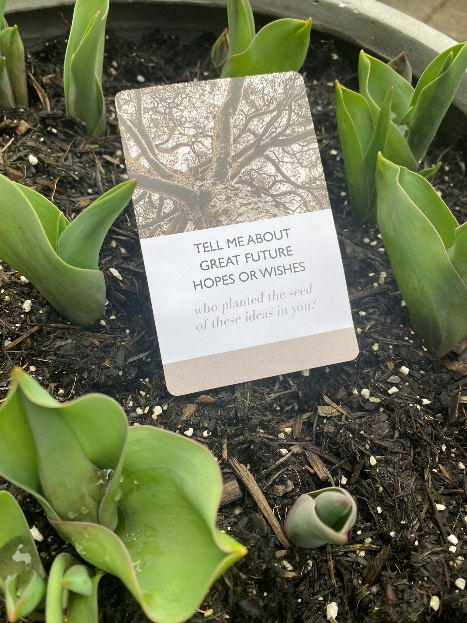 TELL ME ABOUT
GREAT FUTURE
HOPES OR WISHES
who planted the seed
of these ideas in you?